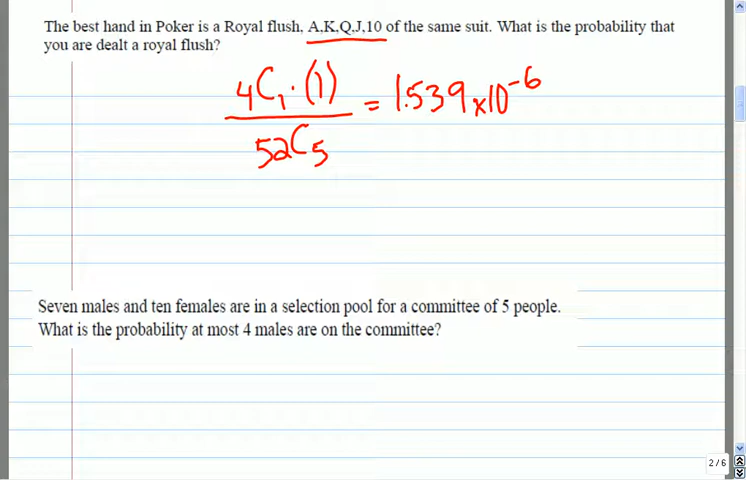 The best hand in Poker is a Royal flush, A,K,Q,J,10 of the same suit. What is the probability that
you are dealt a royal flush?
4C1·(1)
52C5
= 1.539x10^-6
Seven males and ten females are in a selection pool for a committee of 5 people.
What is the probability at most 4 males are on the committee?
2/6